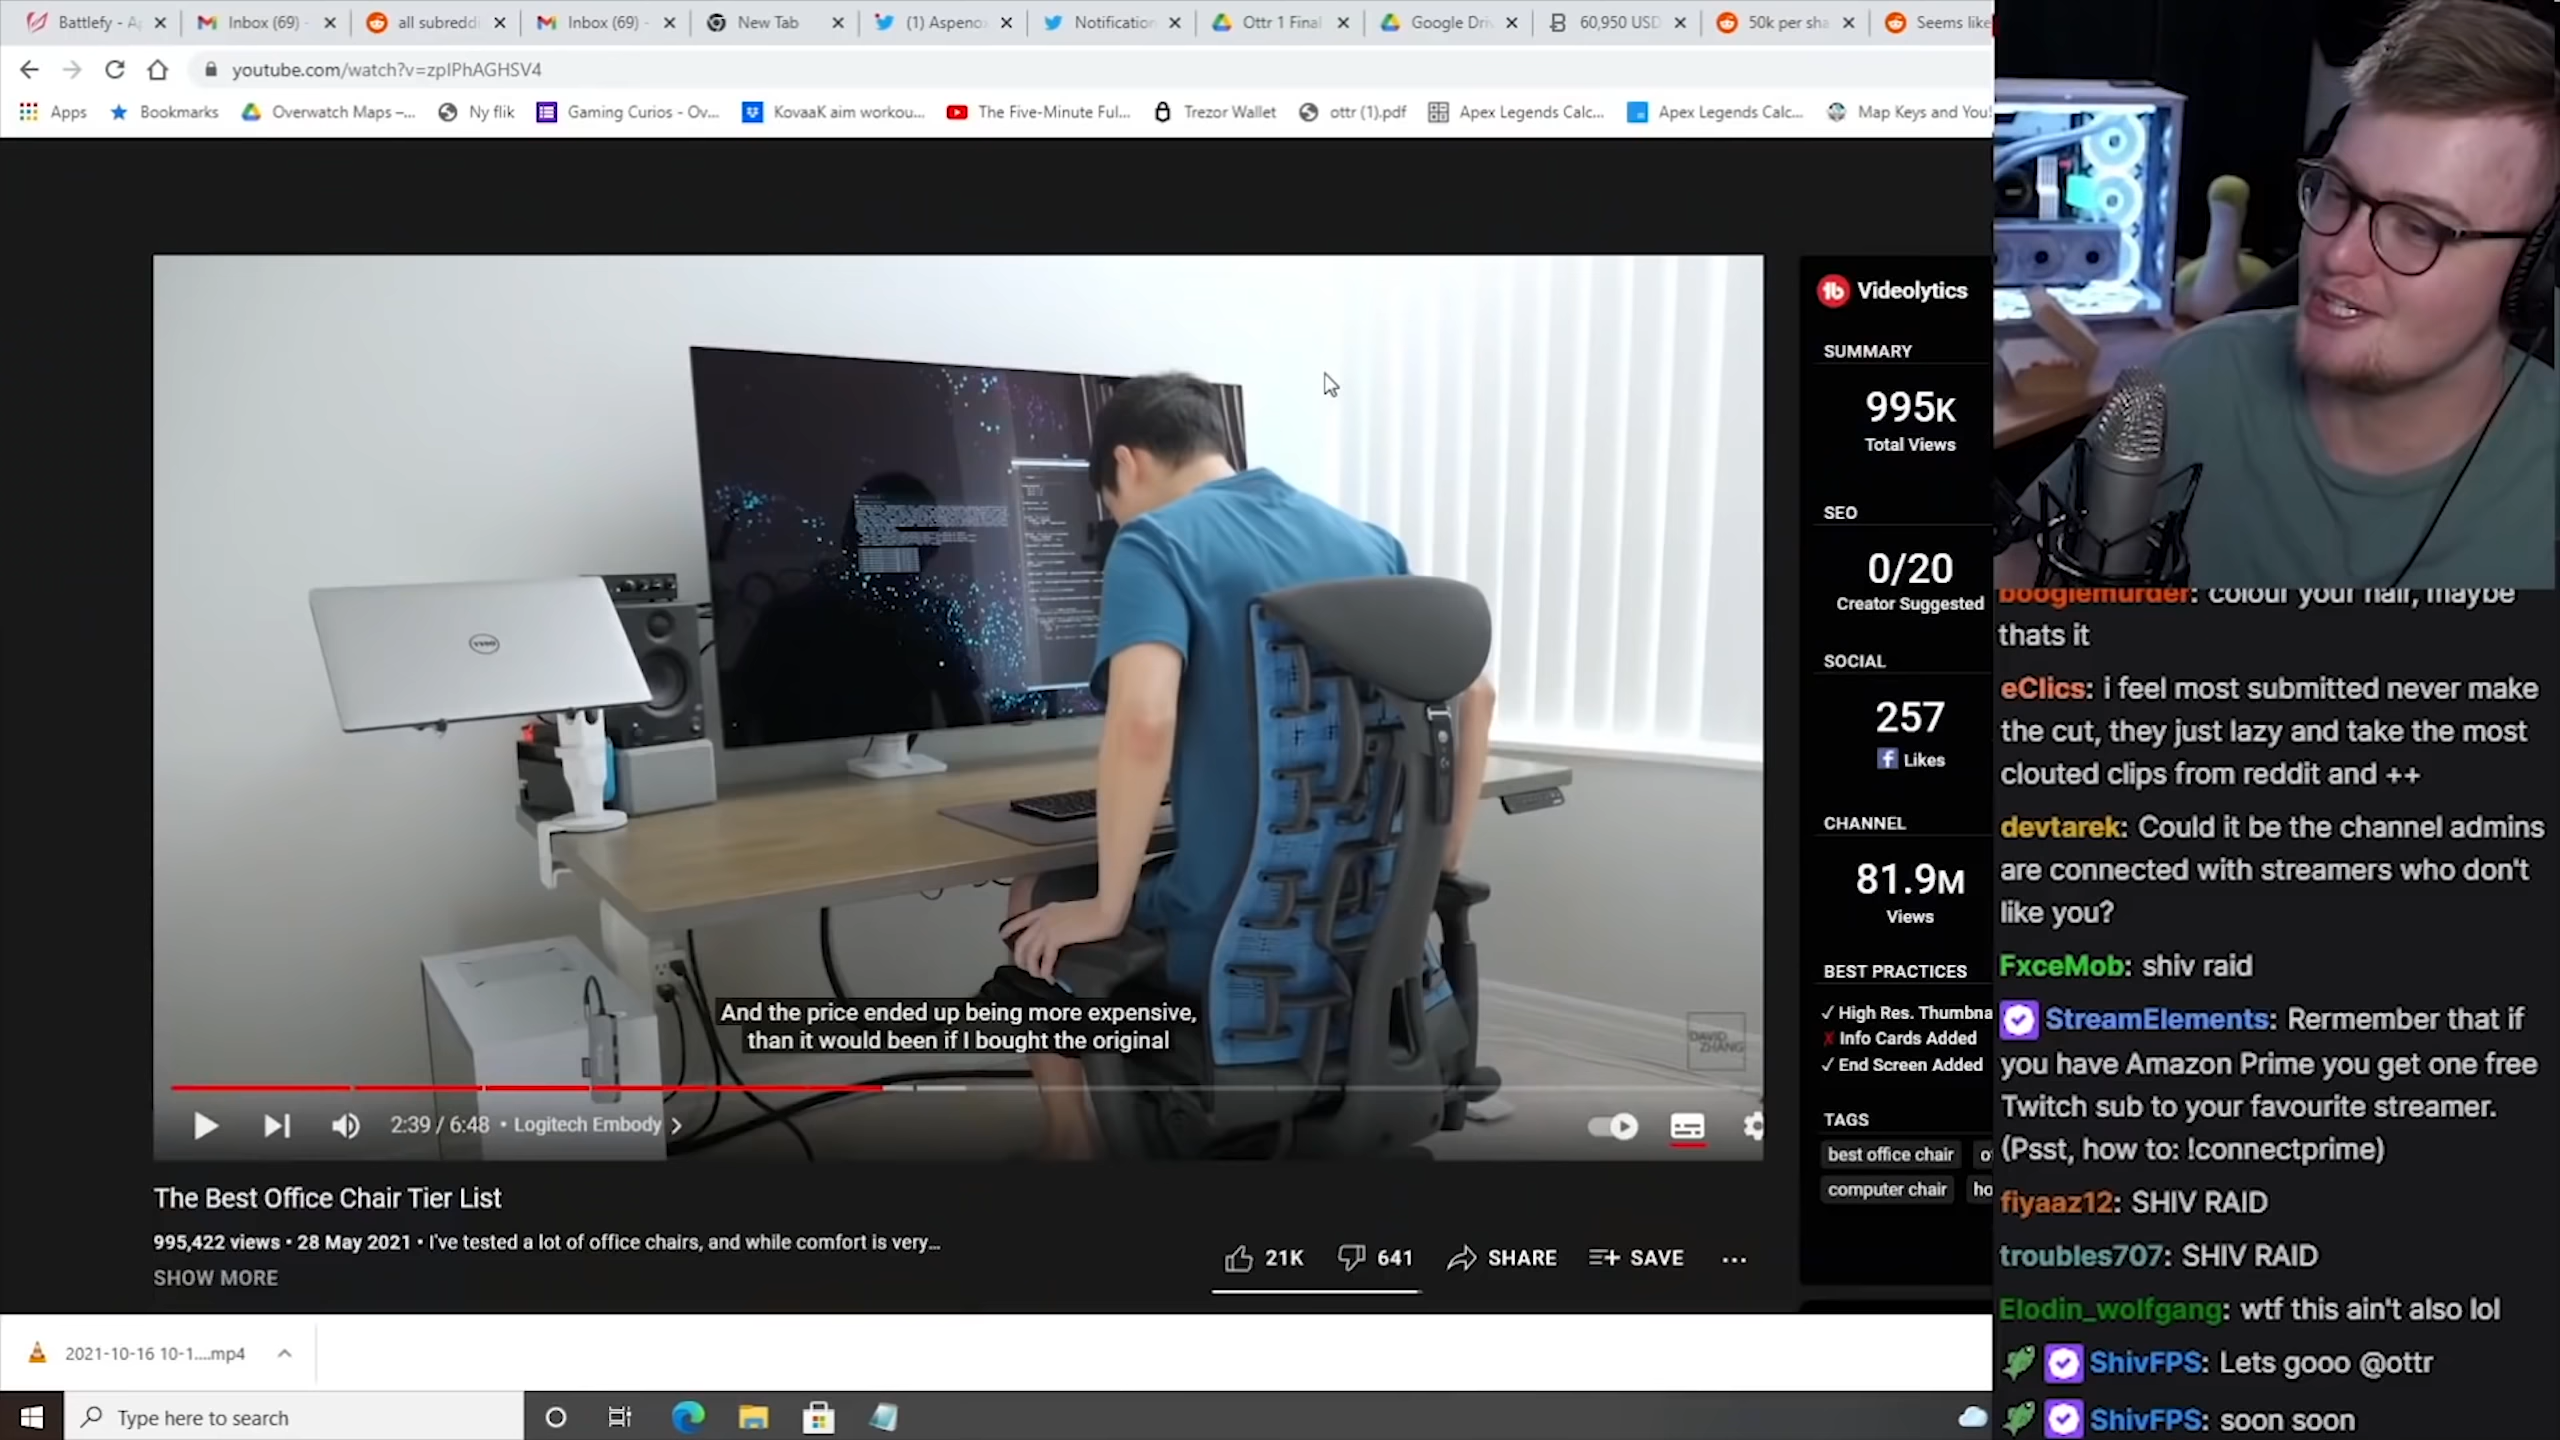 Battlefy - A
Inbox (69) -
all subreddi
Inbox (69) -
New Tab
(1) Aspeno
Notification
Ottr 1 Final
Google Dri
60,950 USD
50k per sha
Seems like
youtube.com/watch?v=zpIPhAGHSV4
Apps
Bookmarks
Overwatch Maps –...
Ny flik
Gaming Curios - Ov...
KovaaK aim workou...
The Five-Minute Ful...
Trezor Wallet
ottr (1).pdf
Apex Legends Calc...
Apex Legends Calc...
Map Keys and You!
DELL
And the price ended up being more expensive,
than it would been if I bought the original
DAVID
ZHANG
2:39 / 6:48 • Logitech Embody
The Best Office Chair Tier List
995,422 views • 28 May 2021 • I've tested a lot of office chairs, and while comfort is very...
SHOW MORE
21K
641
SHARE
SAVE
Videolytics
SUMMARY
995K
Total Views
SEO
0/20
Creator Suggested
SOCIAL
257
Likes
CHANNEL
81.9M
Views
BEST PRACTICES
✓ High Res. Thumbna
✗ Info Cards Added
✓ End Screen Added
TAGS
best office chair
computer chair
ho
boogiemurder: colour your hair, maybe
thats it
eClics: i feel most submitted never make
the cut, they just lazy and take the most
clouted clips from reddit and ++
devtarek: Could it be the channel admins
are connected with streamers who don't
like you?
FxceMob: shiv raid
StreamElements: Rermember that if
you have Amazon Prime you get one free
Twitch sub to your favourite streamer.
(Psst, how to: !connectprime)
fiyaaz12: SHIV RAID
troubles707: SHIV RAID
Elodin_wolfgang: wtf this ain't also lol
ShivFPS: Lets gooo @ottr
ShivFPS: soon soon
2021-10-16 10-1....mp4
Type here to search